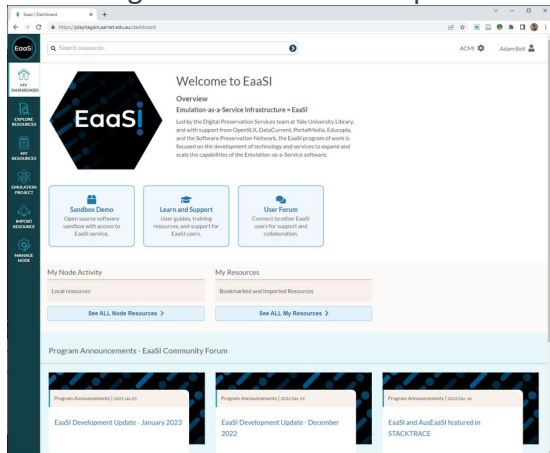 EaasI | Dashboard
https://playitagain.aarnet.edu.au/dashboard
EaaSI
Search resources...
ACMI
Adam Bell
MY
DASHBOARD
EXPLORE
RESOURCES
MY
RESOURCES
EMULATION
PROJECT
IMPORT
RESOURCE
MANAGE
NODE
EaaSI
Welcome to EaaSI
Overview
Emulation-as-a-Service Infrastructure = EaaSI
Led by the Digital Preservation Services team at Yale University Library,
and with support from OpenSLX, DataCurrent, PortalMedia, Educopia,
and the Software Preservation Network, the EaaSI program of work is
focused on the development of technology and services to expand and
scale the capabilities of the Emulation-as-a-Service software.
Sandbox Demo
Open source software
sandbox with access to
EaaSI service.
Learn and Support
User guides, training
resources, and support for
EaaSI users.
User Forum
Connect to other EaaSI
users for support and
collaboration.
My Node Activity
Local resources
See ALL Node Resources >
My Resources
Bookmarked and Imported Resources
See ALL My Resources >
Program Announcements - EaaSI Community Forum
Program Announcements | 2023 Jan 25
EaaSI Development Update - January 2023
Program Announcements | 2022 Dec 19
EaaSI Development Update - December
2022
Program Announcements | 2022 Dec 16
EaaSI and AusEaaSI featured in
STACKTRACE